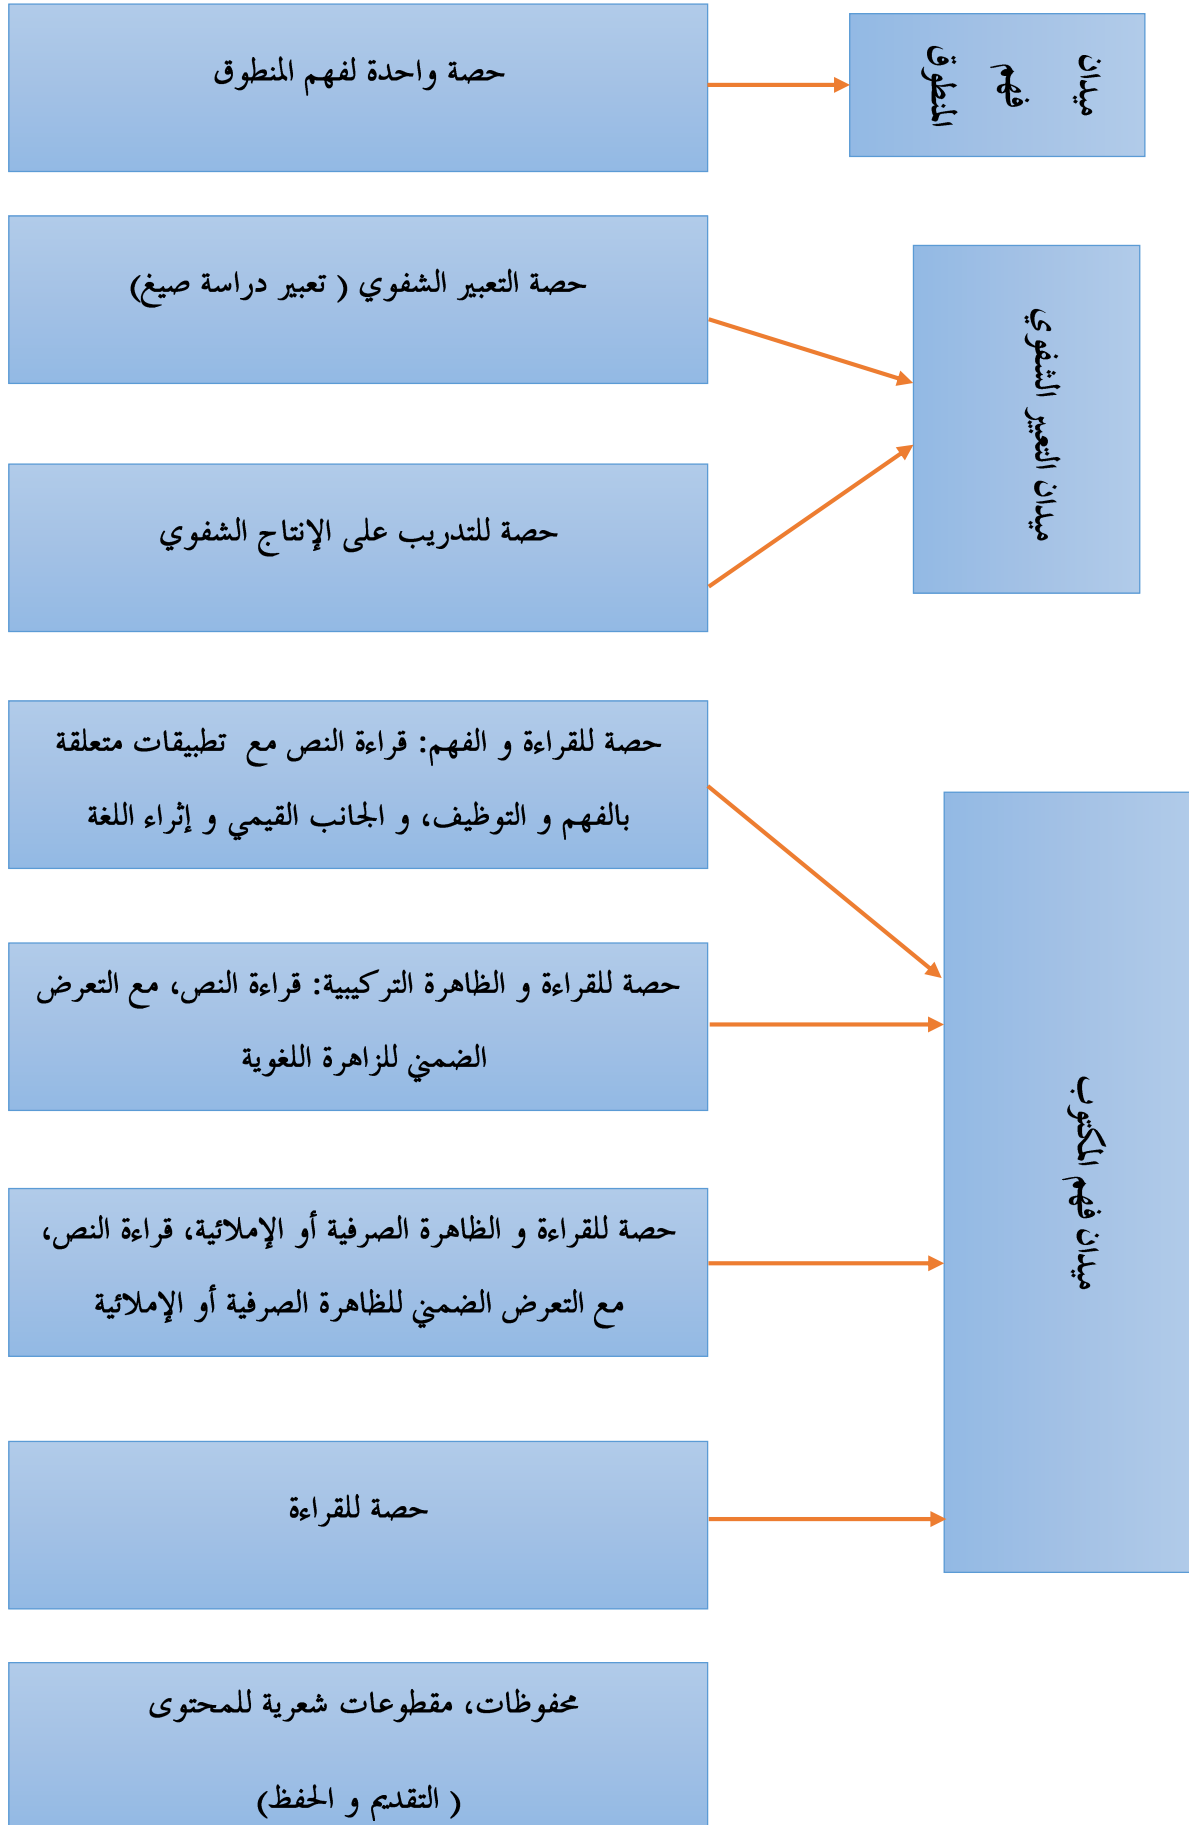 ميدان
فهم
المنطوق
حصة واحدة لفهم المنطوق
ميدان التعبير الشفوي
حصة التعبير الشفوي ( تعبير دراسة صيغ)
حصة للتدريب على الإنتاج الشفوي
ميدان فهم المكتوب
حصة للقراءة و الفهم: قراءة النص مع تطبيقات متعلقة
بالفهم و التوظيف، و الجانب القيمي و إثراء اللغة
حصة للقراءة و الظاهرة التركيبية: قراءة النص، مع التعرض
الضمني للزاهرة اللغوية
حصة للقراءة و الظاهرة الصرفية أو الإملائية، قراءة النص،
مع التعرض الضمني للظاهرة الصرفية أو الإملائية
حصة للقراءة
محفوظات، مقطوعات شعرية للمحتوى
( التقديم و الحفظ)